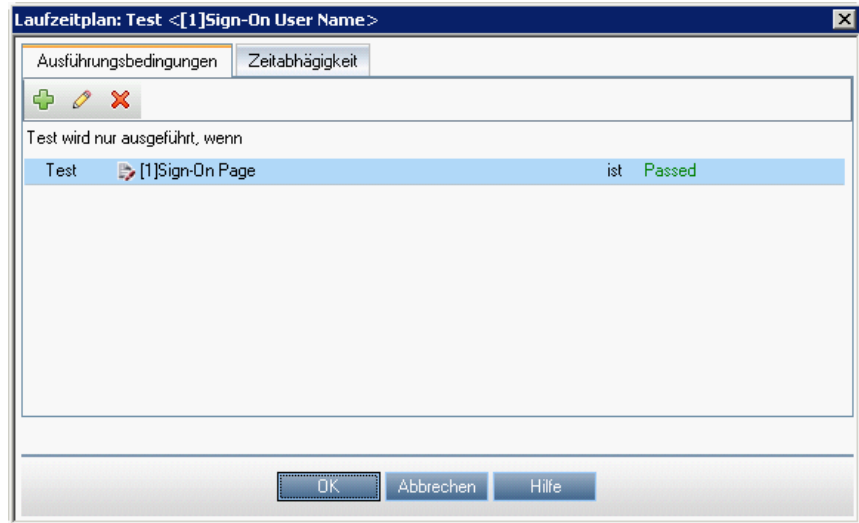 Laufzeitplan: Test <[1]Sign-On User Name>
Ausführungsbedingungen Zeitabhägigkeit
Test wird nur ausgeführt, wenn
Test [1]Sign-On Page ist Passed
OK Abbrechen Hilfe